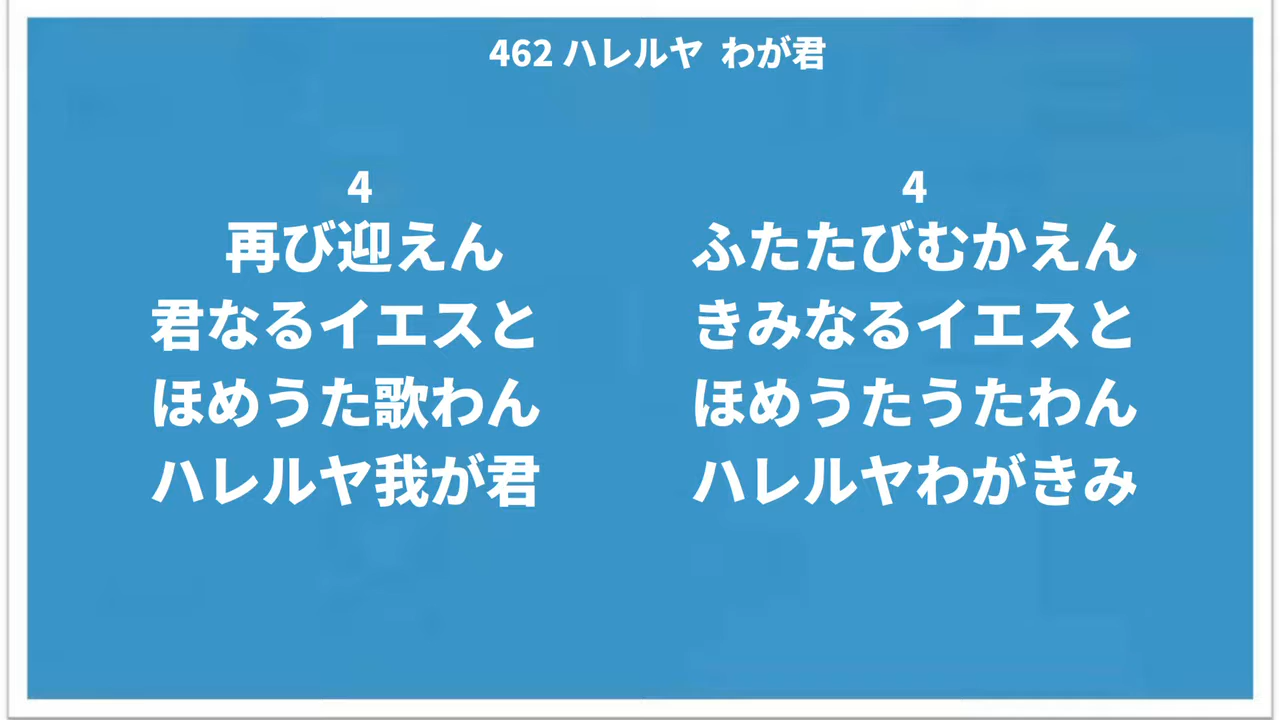 462 ハレルヤ わが君
4
再び迎えん
君なるイエスと
ほめうた歌わん
ハレルヤ我が君
4
ふたたびむかえん
きみなるイエスと
ほめうたうたわん
ハレルヤわがきみ